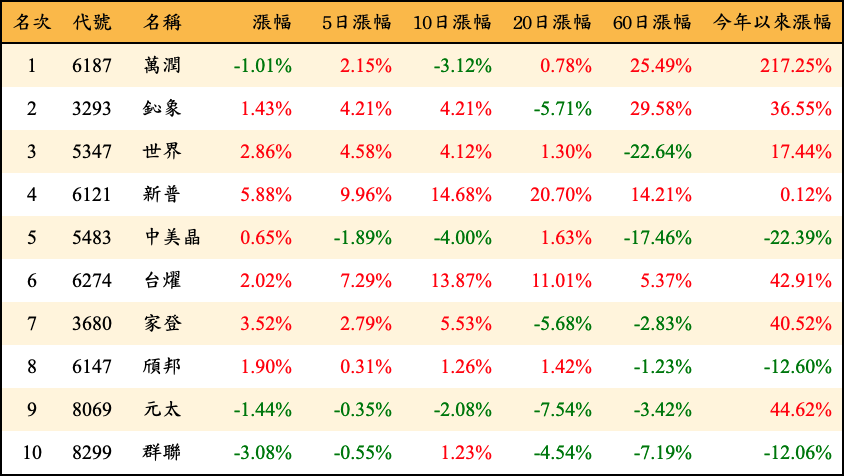 名次 代號 名稱 漲幅 5日漲幅 10日漲幅 20日漲幅 60日漲幅 今年以來漲幅
1 6187 萬潤 -1.01% 2.15% -3.12% 0.78% 25.49% 217.25%
2 3293 鈊象 1.43% 4.21% 4.21% -5.71% 29.58% 36.55%
3 5347 世界 2.86% 4.58% 4.12% 1.30% -22.64% 17.44%
4 6121 新普 5.88% 9.96% 14.68% 20.70% 14.21% 0.12%
5 5483 中美晶 0.65% -1.89% -4.00% 1.63% -17.46% -22.39%
6 6274 台燿 2.02% 7.29% 13.87% 11.01% 5.37% 42.91%
7 3680 家登 3.52% 2.79% 5.53% -5.68% -2.83% 40.52%
8 6147 頎邦 1.90% 0.31% 1.26% 1.42% -1.23% -12.60%
9 8069 元太 -1.44% -0.35% -2.08% -7.54% -3.42% 44.62%
10 8299 群聯 -3.08% -0.55% 1.23% -4.54% -7.19% -12.06%